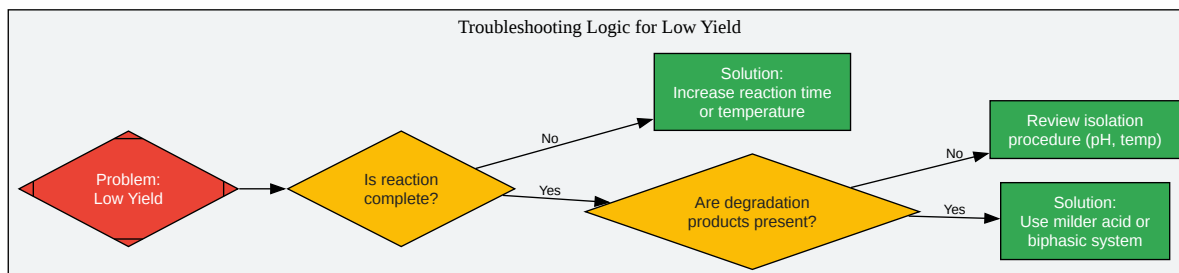 Troubleshooting Logic for Low Yield
Problem:
Low Yield
Is reaction
complete?
No
Solution:
Increase reaction time
or temperature
Yes
Are degradation
products present?
No
Review isolation
procedure (pH, temp)
Yes
Solution:
Use milder acid or
biphasic system